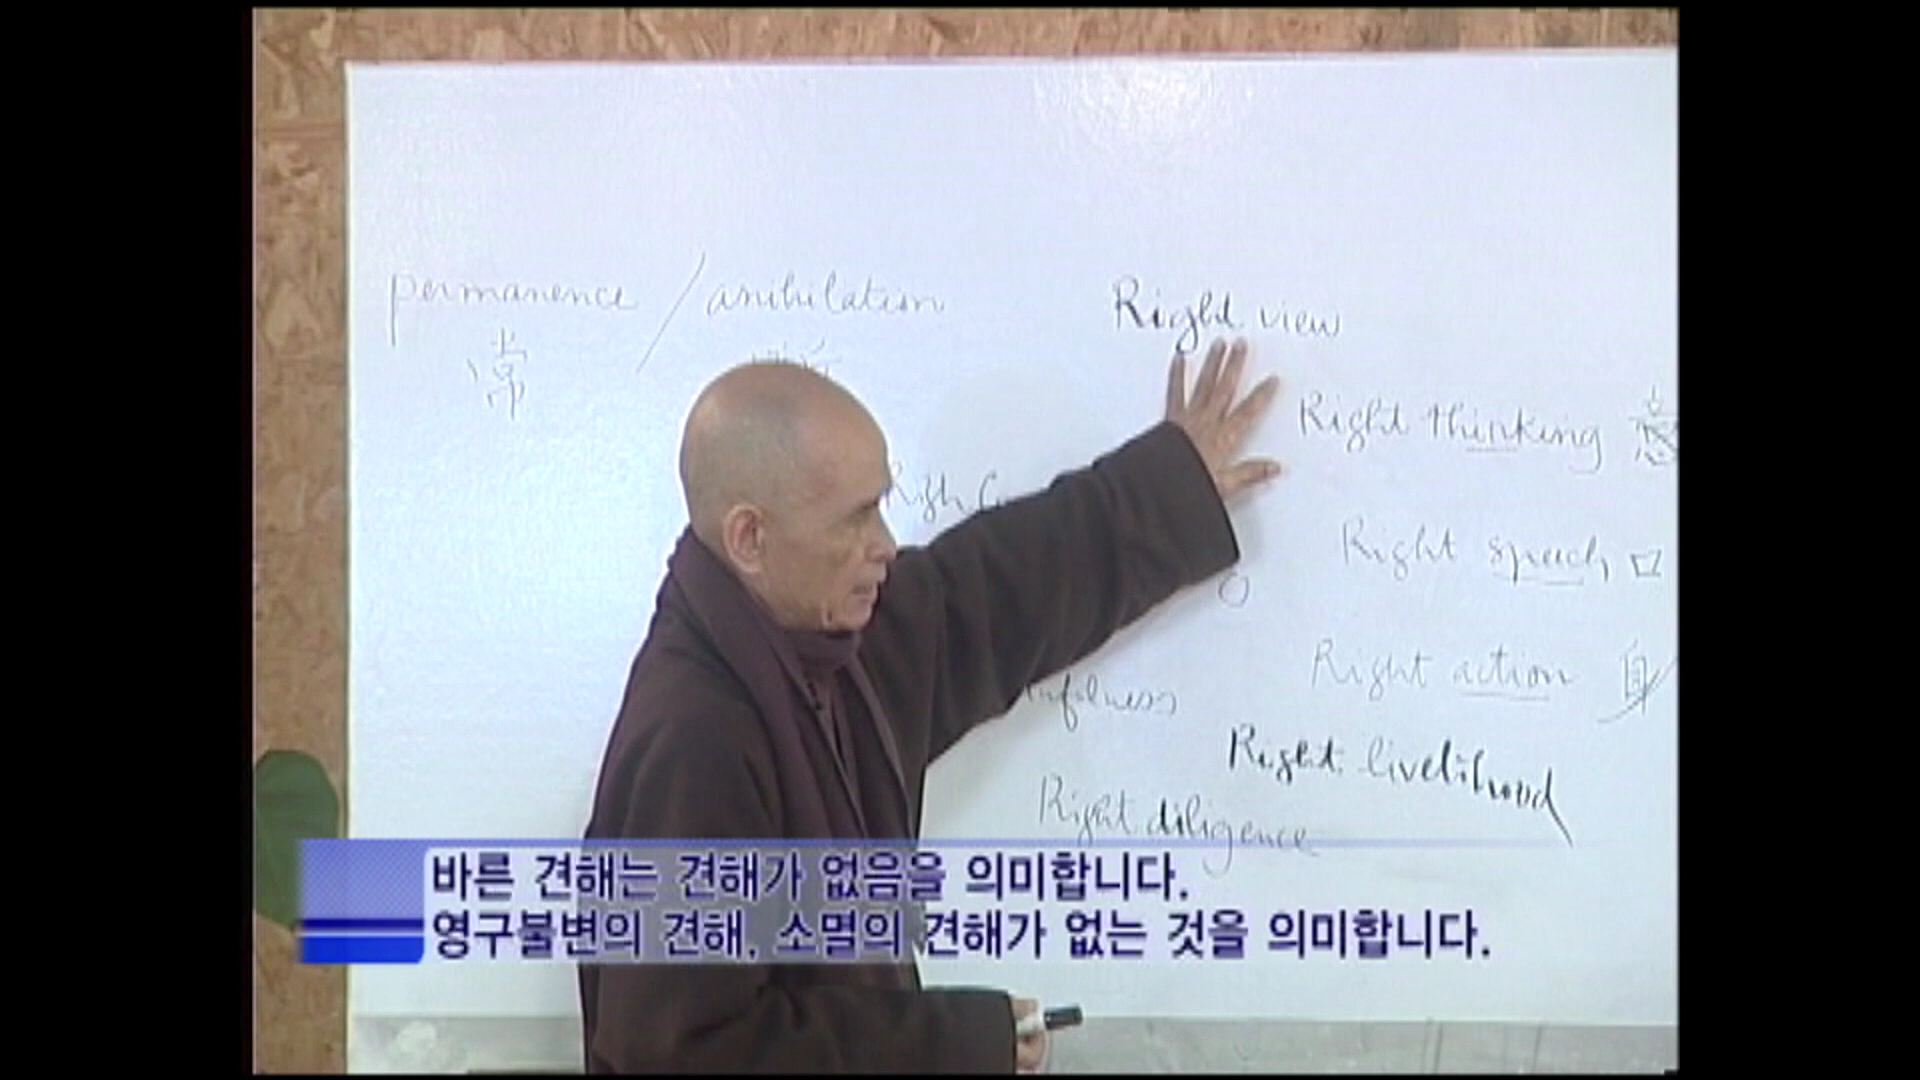 permanence / anihilation
常
Right view
Right thinking 意
Right speech 口
Right action 身
Right livelihood
Right diligence
바른 견해는 견해가 없음을 의미합니다.
영구불변의 견해, 소멸의 견해가 없는 것을 의미합니다.